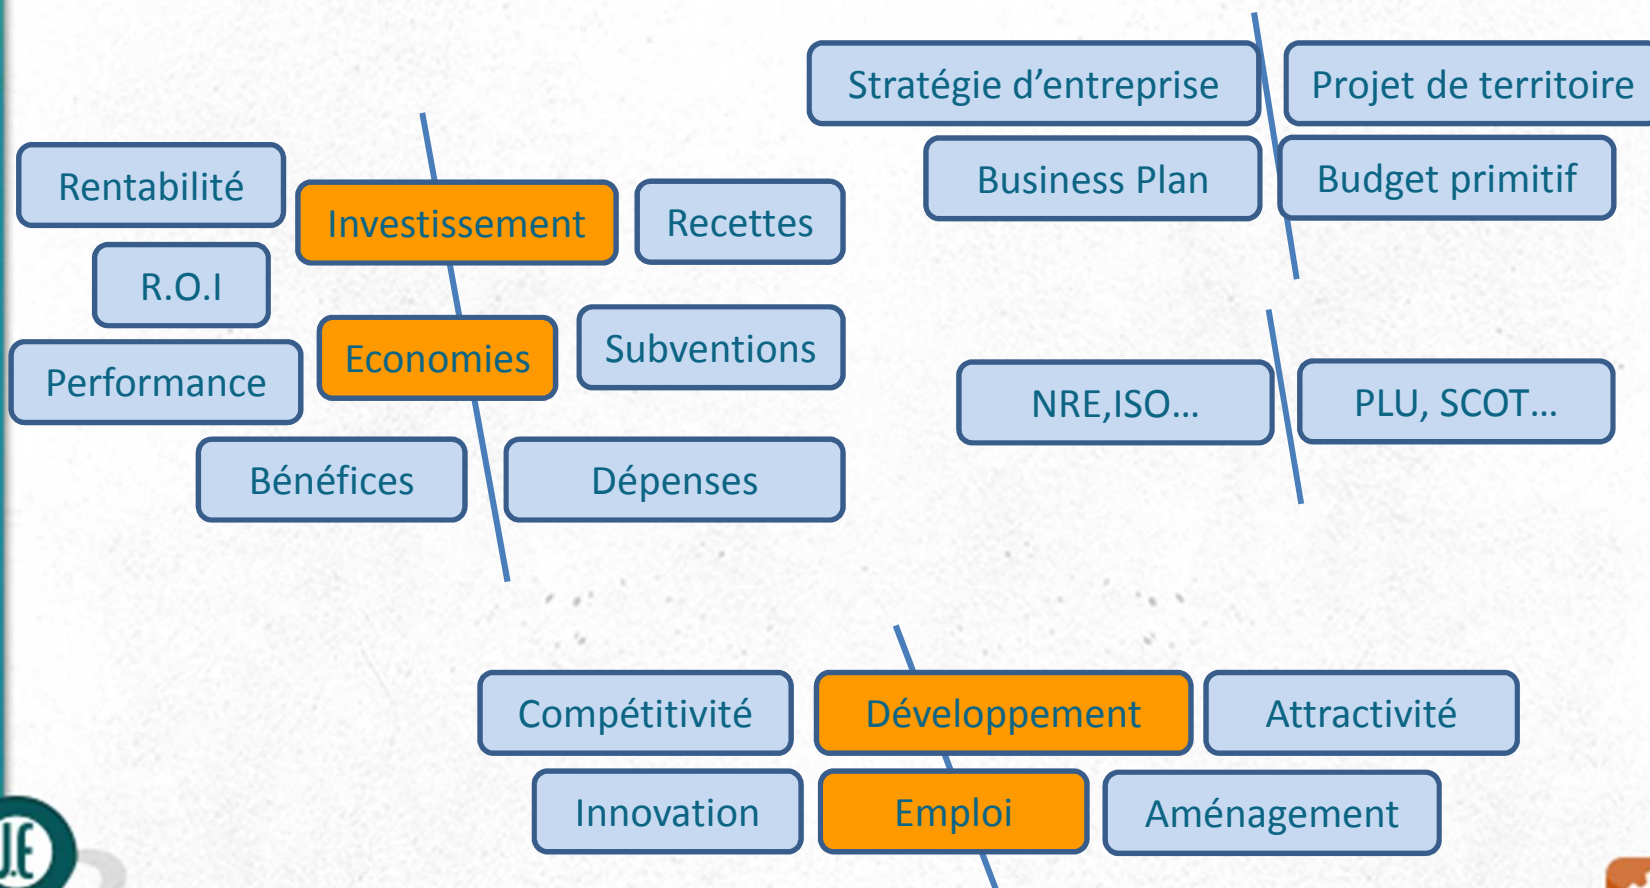 Stratégie d’entreprise
Projet de territoire
Business Plan
Budget primitif
Rentabilité
Investissement
Recettes
R.O.I
Economies
Subventions
Performance
Bénéfices
Dépenses
NRE,ISO...
PLU, SCOT...
Compétitivité
Développement
Attractivité
Innovation
Emploi
Aménagement